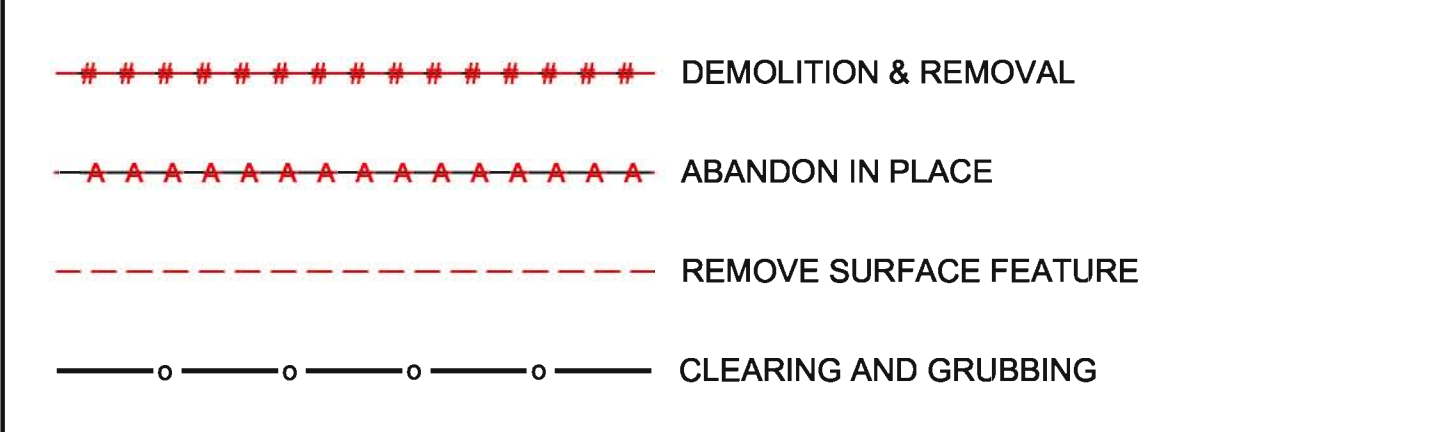 # # # # # # # # # # # # # # # DEMOLITION & REMOVAL
A A A A A A A A A A A A A A A ABANDON IN PLACE
REMOVE SURFACE FEATURE
o o o o CLEARING AND GRUBBING